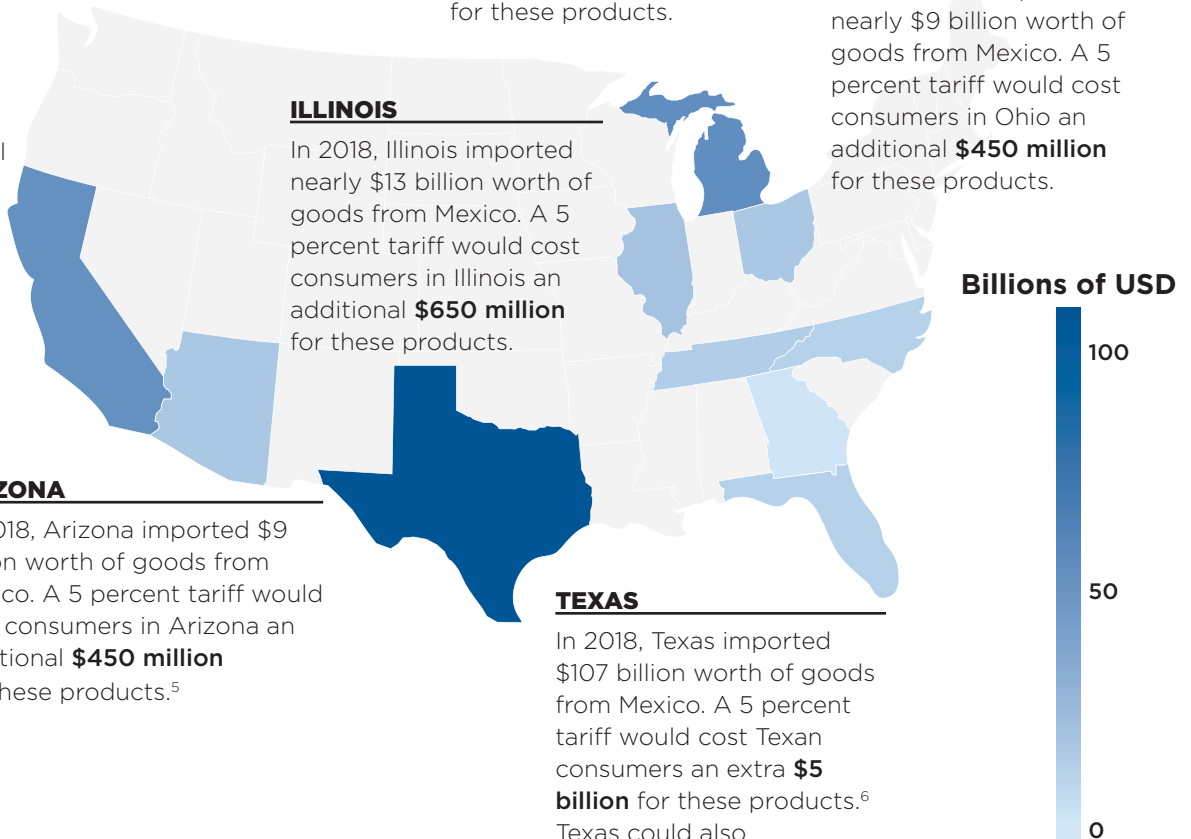 for these products.
nearly $9 billion worth of
goods from Mexico. A 5
percent tariff would cost
consumers in Ohio an
additional $450 million
for these products.
ILLINOIS
In 2018, Illinois imported
nearly $13 billion worth of
goods from Mexico. A 5
percent tariff would cost
consumers in Illinois an
additional $650 million
for these products.
Billions of USD
100
50
0
ZONA
018, Arizona imported $9
on worth of goods from
co. A 5 percent tariff would
consumers in Arizona an
tional $450 million
hese products.5
TEXAS
In 2018, Texas imported
$107 billion worth of goods
from Mexico. A 5 percent
tariff would cost Texan
consumers an extra $5
billion for these products.6
Texas could also